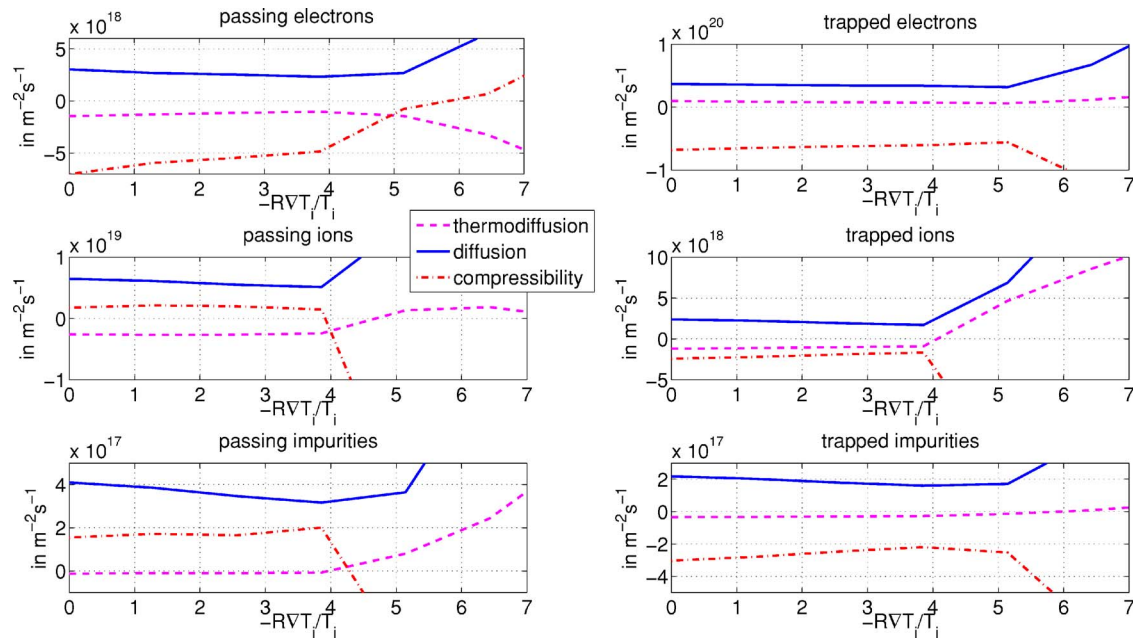 passing electrons
x 10^18
5
0
−5
in m^−2 s^−1
0 1 2 3 4 5 6 7
−R∇T_i/T_i
trapped electrons
x 10^20
1
0
−1
in m^−2 s^−1
0 1 2 3 4 5 6 7
−R∇T_i/T_i
thermodiffusion
diffusion
compressibility
passing ions
x 10^19
1
0
−1
in m^−2 s^−1
0 1 2 3 4 5 6 7
−R∇T_i/T_i
trapped ions
x 10^18
10
5
0
−5
in m^−2 s^−1
0 1 2 3 4 5 6 7
−R∇T_i/T_i
passing impurities
x 10^17
4
2
0
in m^−2 s^−1
0 1 2 3 4 5 6 7
−R∇T_i/T_i
trapped impurities
x 10^17
2
0
−2
−4
in m^−2 s^−1
0 1 2 3 4 5 6 7
−R∇T_i/T_i